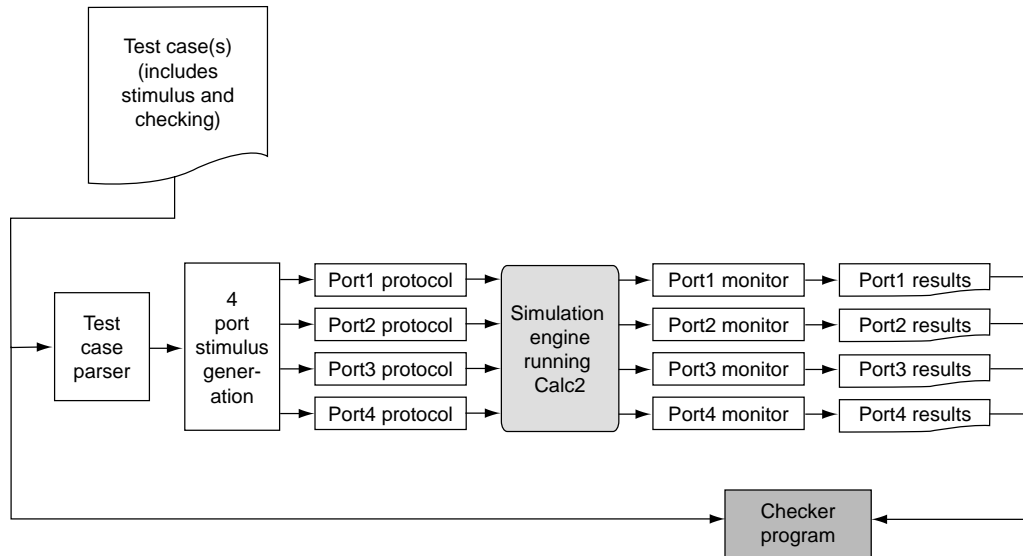 Test case(s)
(includes
stimulus and
checking)
Test
case
parser
4
port
stimulus
gener-
ation
Port1 protocol
Port2 protocol
Port3 protocol
Port4 protocol
Simulation
engine
running
Calc2
Port1 monitor
Port2 monitor
Port3 monitor
Port4 monitor
Port1 results
Port2 results
Port3 results
Port4 results
Checker
program